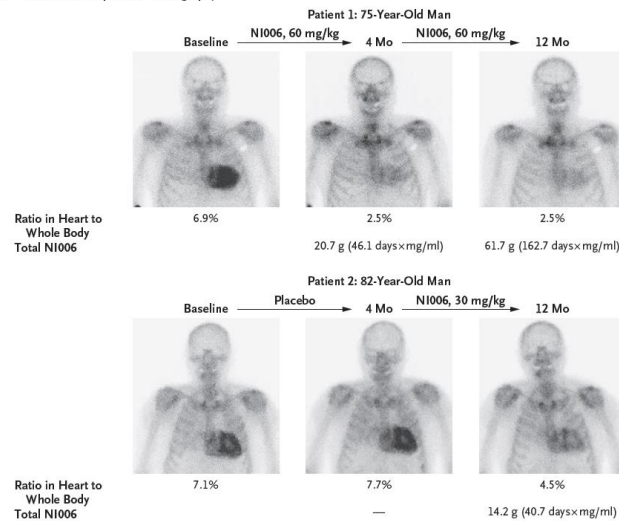 Patient 1: 75-Year-Old Man
Baseline NI006, 60 mg/kg 4 Mo NI006, 60 mg/kg 12 Mo
Ratio in Heart to Whole Body 6.9% 2.5% 2.5%
Total NI006 20.7 g (46.1 days×mg/ml) 61.7 g (162.7 days×mg/ml)
Patient 2: 82-Year-Old Man
Baseline Placebo 4 Mo NI006, 30 mg/kg 12 Mo
Ratio in Heart to Whole Body 7.1% 7.7% 4.5%
Total NI006 — 14.2 g (40.7 days×mg/ml)